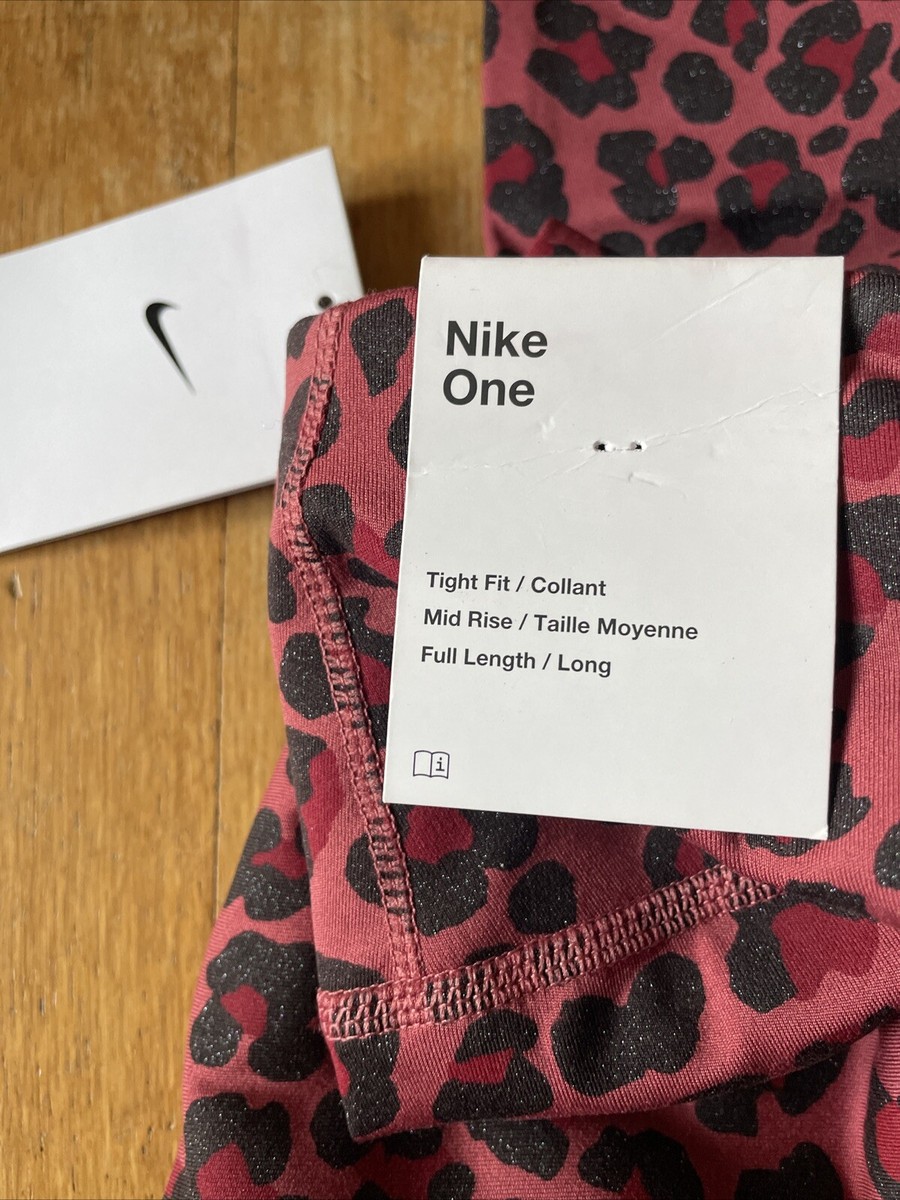 Nike
One
Tight Fit / Collant
Mid Rise / Taille Moyenne
Full Length / Long
i